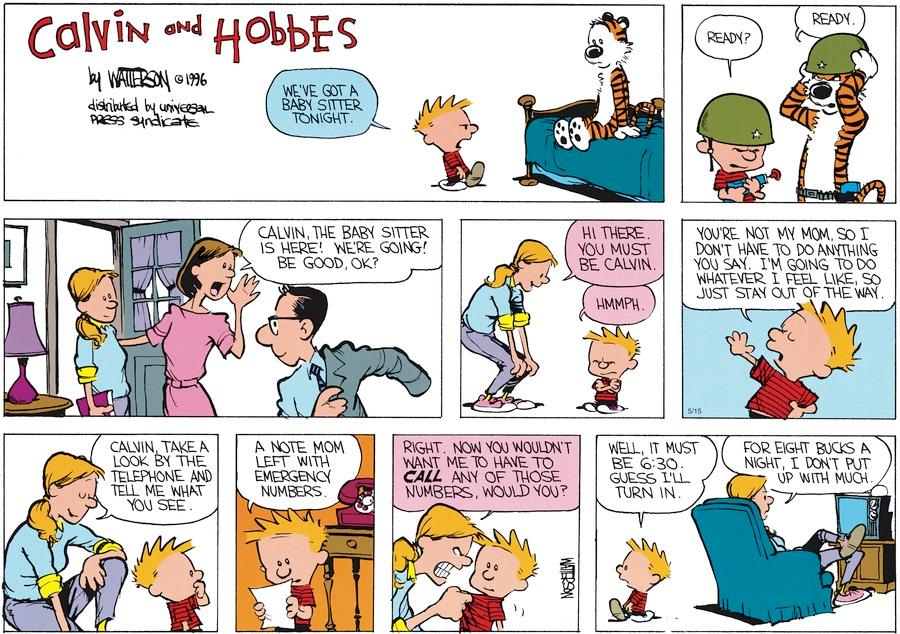 Calvin and Hobbes
by WATTERSON © 1996
distributed by universal
press syndicate
WE'VE GOT A
BABY SITTER
TONIGHT.
READY?
READY.
CALVIN, THE BABY SITTER
IS HERE! WE'RE GOING!
BE GOOD, OK?
HI THERE.
YOU MUST
BE CALVIN.
HMMPH.
YOU'RE NOT MY MOM, SO I
DON'T HAVE TO DO ANYTHING
YOU SAY. I'M GOING TO DO
WHATEVER I FEEL LIKE, SO
JUST STAY OUT OF THE WAY.
5/15
CALVIN, TAKE A
LOOK BY THE
TELEPHONE AND
TELL ME WHAT
YOU SEE.
A NOTE MOM
LEFT WITH
EMERGENCY
NUMBERS.
RIGHT. NOW YOU WOULDN'T
WANT ME TO HAVE TO
CALL ANY OF THOSE
NUMBERS, WOULD YOU?
WATTERSON
WELL, IT MUST
BE 6:30.
GUESS I'LL
TURN IN.
FOR EIGHT BUCKS A
NIGHT, I DON'T PUT
UP WITH MUCH.